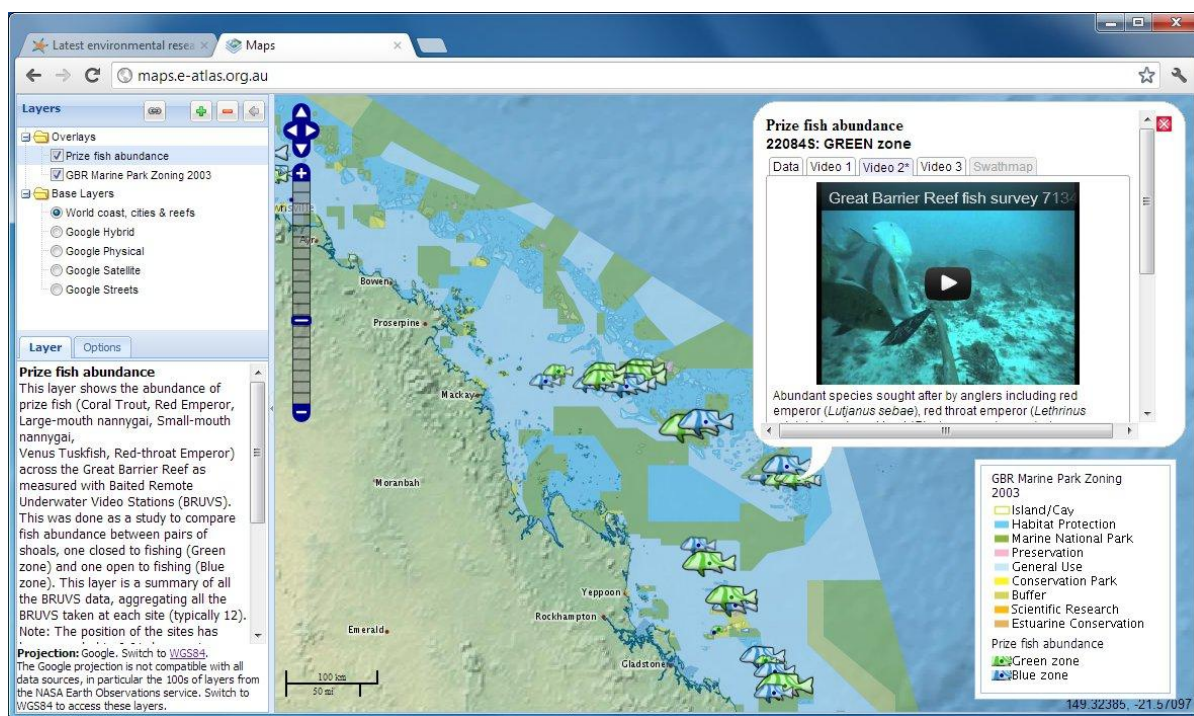 Latest environmental resea
Maps
maps.e-atlas.org.au
Layers
Overlays
Prize fish abundance
GBR Marine Park Zoning 2003
Base Layers
World coast, cities & reefs
Google Hybrid
Google Physical
Google Satellite
Google Streets
Layer Options
Prize fish abundance
This layer shows the abundance of
prize fish (Coral Trout, Red Emperor,
Large-mouth nannygai, Small-mouth
nannygai,
Venus Tuskfish, Red-throat Emperor)
across the Great Barrier Reef as
measured with Baited Remote
Underwater Video Stations (BRUVS).
This was done as a study to compare
fish abundance between pairs of
shoals, one closed to fishing (Green
zone) and one open to fishing (Blue
zone). This layer is a summary of all
the BRUVS data, aggregating all the
BRUVS taken at each site (typically 12).
Note: The position of the sites has
Projection: Google. Switch to WGS84.
The Google projection is not compatible with all
data sources, in particular the 100s of layers from
the NASA Earth Observations service. Switch to
WGS84 to access these layers.
Ayr
Bowen
Proserpine
Mackay
Moranbah
Yeppoon
Rockhampton
Emerald
Gladstone
100 km
50 mi
Prize fish abundance
22084S: GREEN zone
Data Video 1 Video 2* Video 3 Swathmap
Great Barrier Reef fish survey 7134
Abundant species sought after by anglers including red
emperor (Lutjanus sebae), red throat emperor (Lethrinus
GBR Marine Park Zoning
2003
Island/Cay
Habitat Protection
Marine National Park
Preservation
General Use
Conservation Park
Buffer
Scientific Research
Estuarine Conservation
Prize fish abundance
Green zone
Blue zone
149.32385, -21.57097